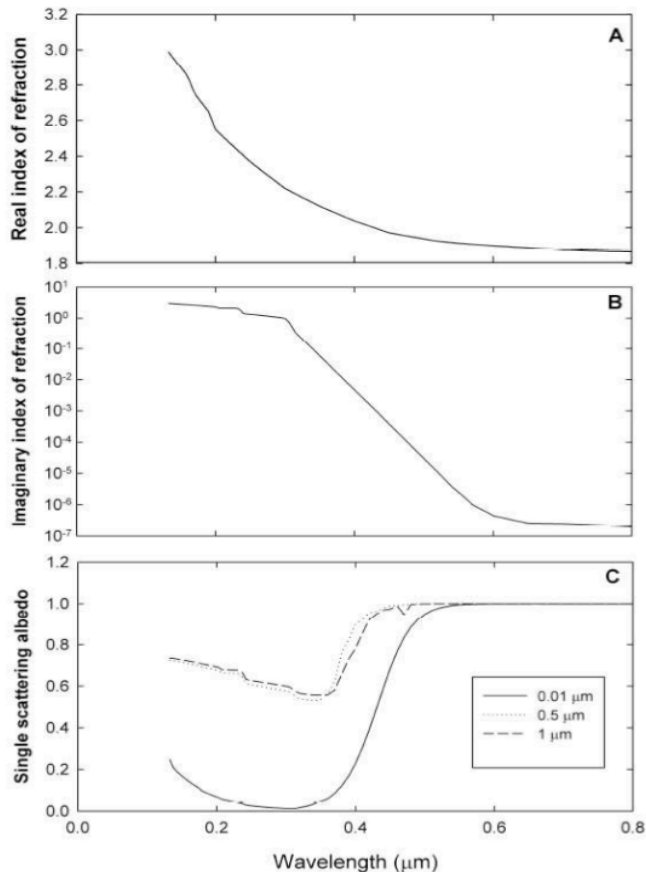 A
Real index of refraction
3.2
3.0
2.8
2.6
2.4
2.2
2.0
1.8
B
Imaginary index of refraction
10¹
10⁰
10⁻¹
10⁻²
10⁻³
10⁻⁴
10⁻⁵
10⁻⁶
10⁻⁷
C
Single scattering albedo
1.2
1.0
0.8
0.6
0.4
0.2
0.0
0.01 μm
0.5 μm
1 μm
0.0 0.2 0.4 0.6 0.8
Wavelength (μm)